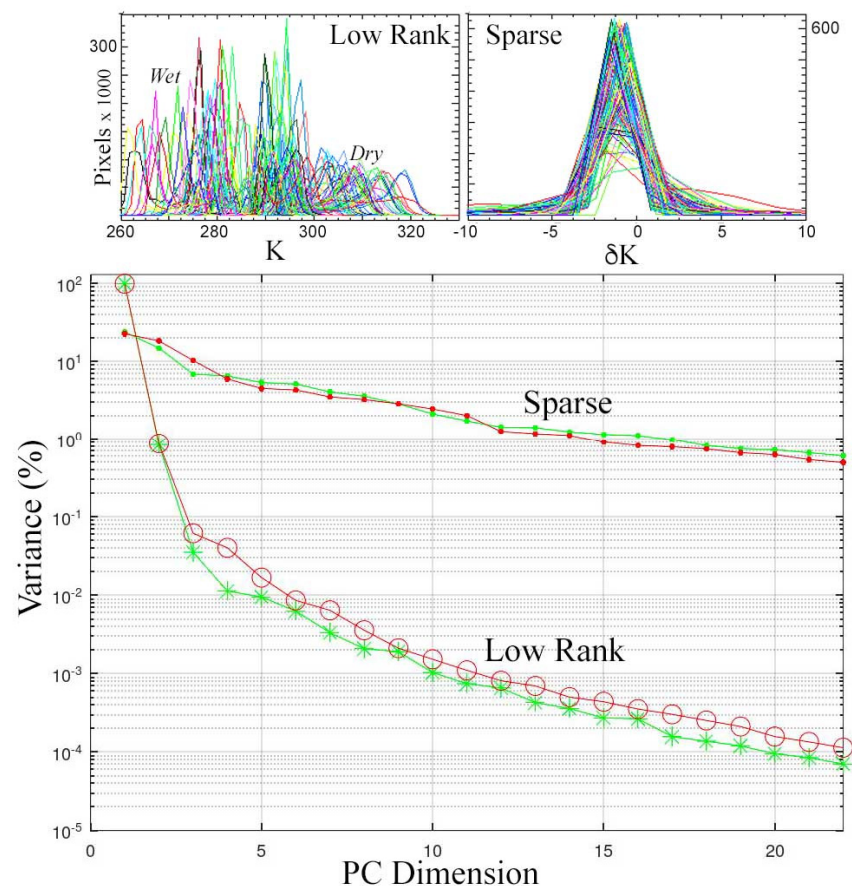 Low Rank
Sparse
300
600
Wet
Dry
Pixels x 1000
260 280 300 320
-10 -5 0 5 10
K
δK
10²
10¹
10⁰
10⁻¹
10⁻²
10⁻³
10⁻⁴
10⁻⁵
Sparse
Low Rank
Variance (%)
0 5 10 15 20
PC Dimension